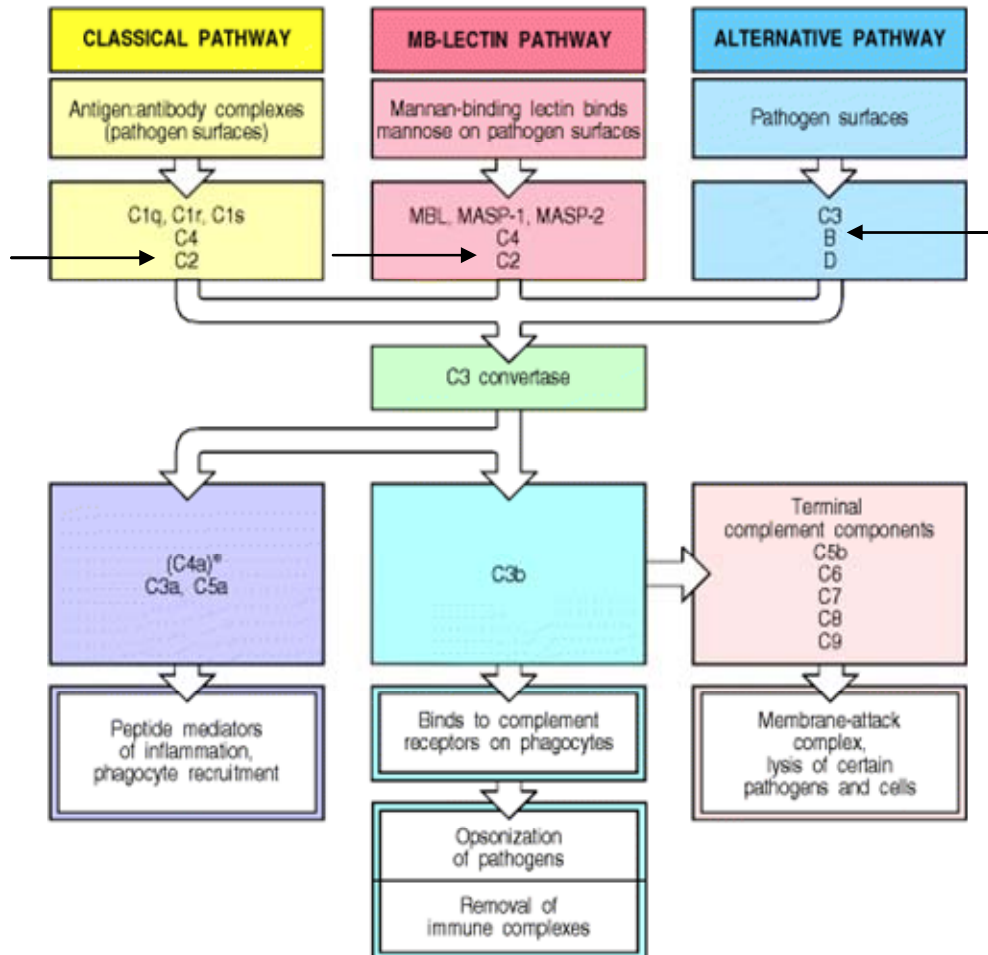 CLASSICAL PATHWAY
MB-LECTIN PATHWAY
ALTERNATIVE PATHWAY
Antigen:antibody complexes
(pathogen surfaces)
Mannan-binding lectin binds
mannose on pathogen surfaces
Pathogen surfaces
C1q, C1r, C1s
C4
C2
MBL, MASP-1, MASP-2
C4
C2
C3
B
D
C3 convertase
(C4a)*
C3a, C5a
C3b
Terminal
complement components
C5b
C6
C7
C8
C9
Peptide mediators
of inflammation,
phagocyte recruitment
Binds to complement
receptors on phagocytes
Membrane-attack
complex,
lysis of certain
pathogens and cells
Opsonization
of pathogens
Removal of
immune complexes